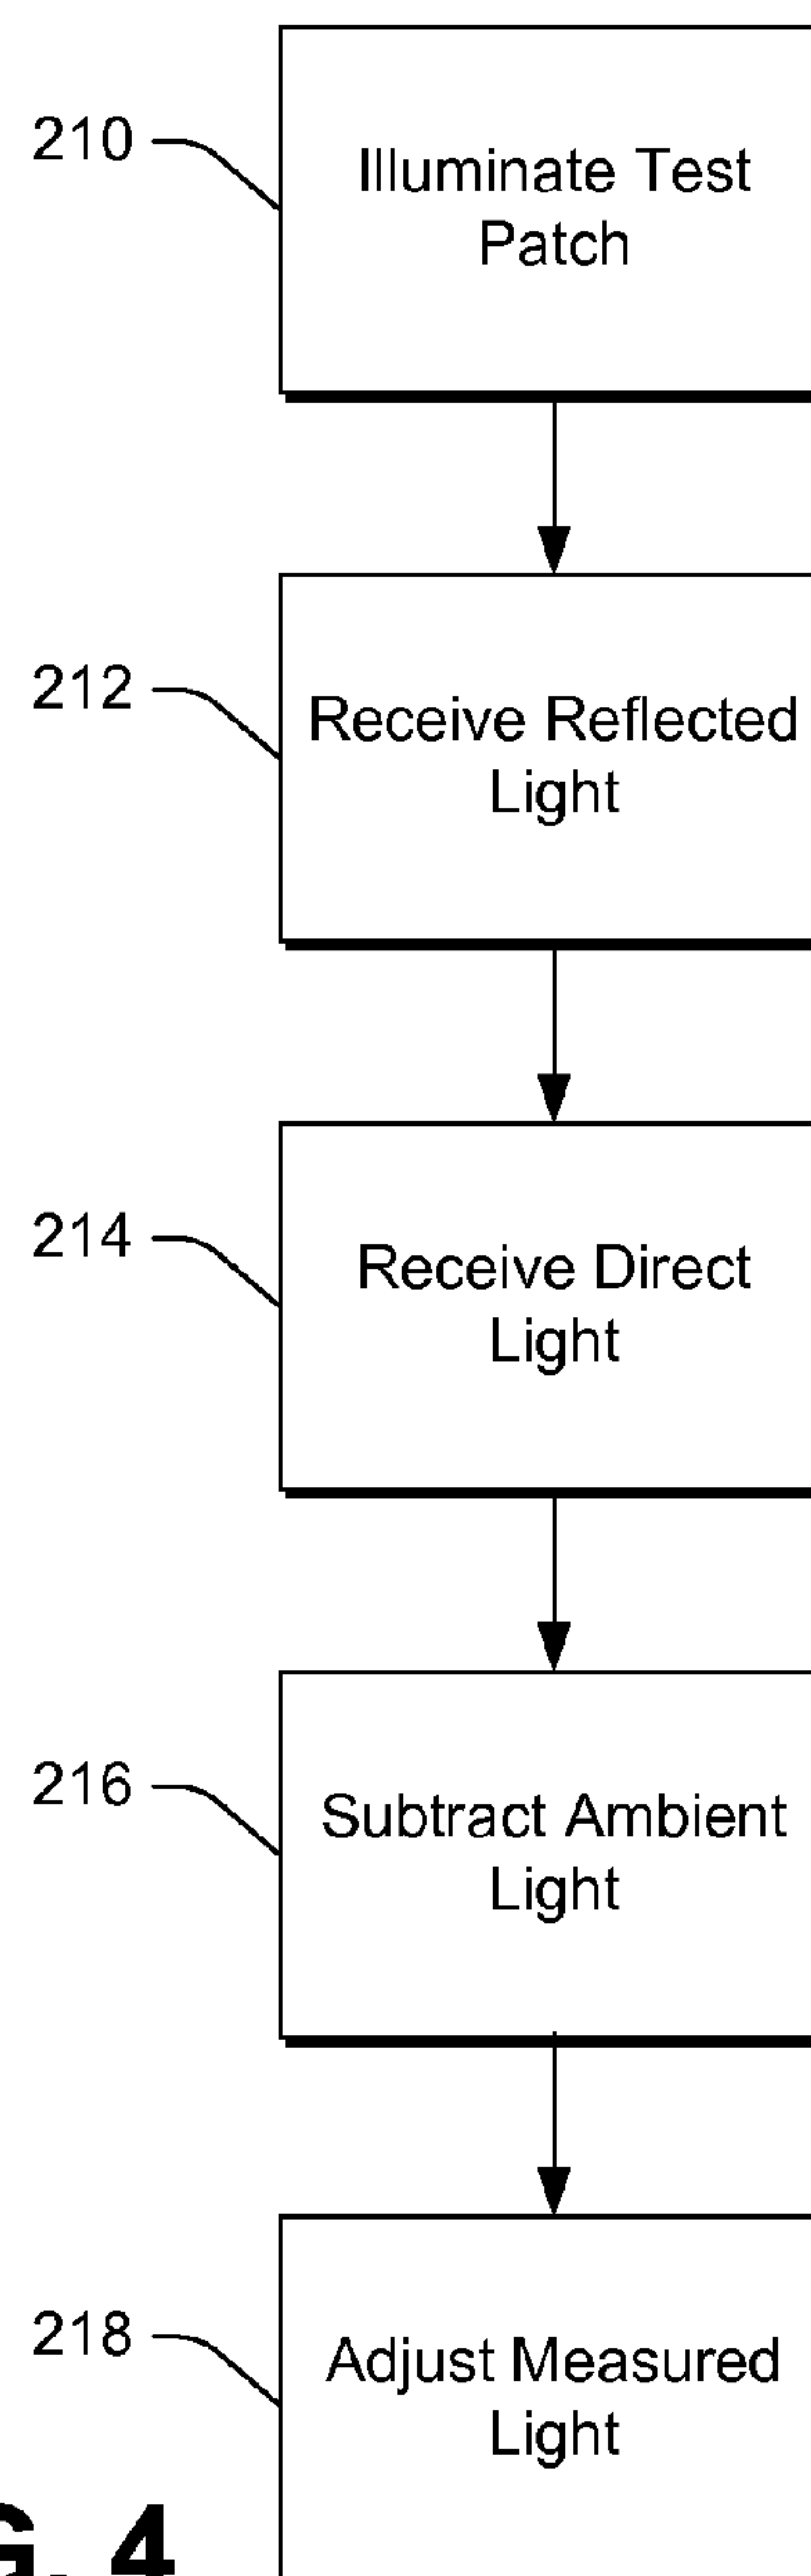 210
Illuminate Test
Patch
212
Receive Reflected
Light
214
Receive Direct
Light
216
Subtract Ambient
Light
218
Adjust Measured
Light
G. 4